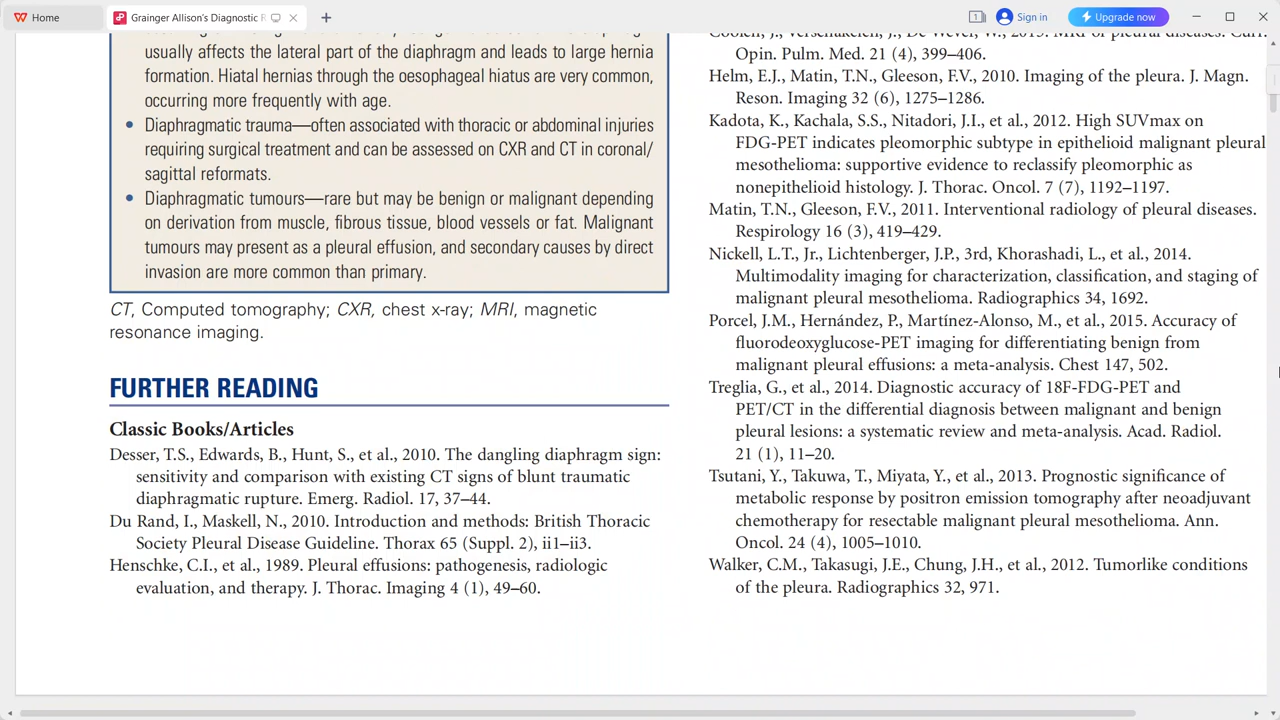 Home
Grainger Allison's Diagnostic R
1
Sign in
Upgrade now
usually affects the lateral part of the diaphragm and leads to large hernia
formation. Hiatal hernias through the oesophageal hiatus are very common,
occurring more frequently with age.
• Diaphragmatic trauma—often associated with thoracic or abdominal injuries
requiring surgical treatment and can be assessed on CXR and CT in coronal/
sagittal reformats.
• Diaphragmatic tumours—rare but may be benign or malignant depending
on derivation from muscle, fibrous tissue, blood vessels or fat. Malignant
tumours may present as a pleural effusion, and secondary causes by direct
invasion are more common than primary.
CT, Computed tomography; CXR, chest x-ray; MRI, magnetic
resonance imaging.
FURTHER READING
Classic Books/Articles
Desser, T.S., Edwards, B., Hunt, S., et al., 2010. The dangling diaphragm sign:
sensitivity and comparison with existing CT signs of blunt traumatic
diaphragmatic rupture. Emerg. Radiol. 17, 37–44.
Du Rand, I., Maskell, N., 2010. Introduction and methods: British Thoracic
Society Pleural Disease Guideline. Thorax 65 (Suppl. 2), ii1–ii3.
Henschke, C.I., et al., 1989. Pleural effusions: pathogenesis, radiologic
evaluation, and therapy. J. Thorac. Imaging 4 (1), 49–60.
Opin. Pulm. Med. 21 (4), 399–406.
Helm, E.J., Matin, T.N., Gleeson, F.V., 2010. Imaging of the pleura. J. Magn.
Reson. Imaging 32 (6), 1275–1286.
Kadota, K., Kachala, S.S., Nitadori, J.I., et al., 2012. High SUVmax on
FDG-PET indicates pleomorphic subtype in epithelioid malignant pleural
mesothelioma: supportive evidence to reclassify pleomorphic as
nonepithelioid histology. J. Thorac. Oncol. 7 (7), 1192–1197.
Matin, T.N., Gleeson, F.V., 2011. Interventional radiology of pleural diseases.
Respirology 16 (3), 419–429.
Nickell, L.T., Jr., Lichtenberger, J.P., 3rd, Khorashadi, L., et al., 2014.
Multimodality imaging for characterization, classification, and staging of
malignant pleural mesothelioma. Radiographics 34, 1692.
Porcel, J.M., Hernández, P., Martínez-Alonso, M., et al., 2015. Accuracy of
fluorodeoxyglucose-PET imaging for differentiating benign from
malignant pleural effusions: a meta-analysis. Chest 147, 502.
Treglia, G., et al., 2014. Diagnostic accuracy of 18F-FDG-PET and
PET/CT in the differential diagnosis between malignant and benign
pleural lesions: a systematic review and meta-analysis. Acad. Radiol.
21 (1), 11–20.
Tsutani, Y., Takuwa, T., Miyata, Y., et al., 2013. Prognostic significance of
metabolic response by positron emission tomography after neoadjuvant
chemotherapy for resectable malignant pleural mesothelioma. Ann.
Oncol. 24 (4), 1005–1010.
Walker, C.M., Takasugi, J.E., Chung, J.H., et al., 2012. Tumorlike conditions
of the pleura. Radiographics 32, 971.